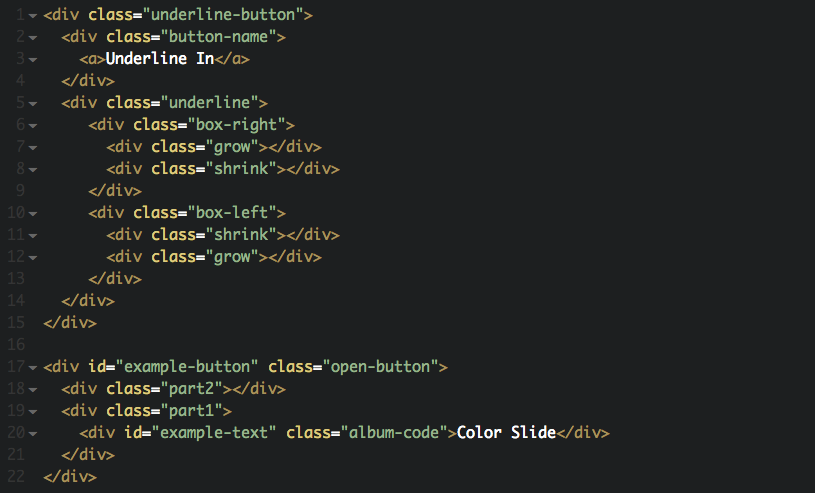 1 <div class="underline-button">
2   <div class="button-name">
3     <a>Underline In</a>
4   </div>
5   <div class="underline">
6      <div class="box-right">
7        <div class="grow"></div>
8        <div class="shrink"></div>
9      </div>
10      <div class="box-left">
11        <div class="shrink"></div>
12        <div class="grow"></div>
13      </div>
14   </div>
15 </div>
16
17 <div id="example-button" class="open-button">
18   <div class="part2"></div>
19   <div class="part1">
20     <div id="example-text" class="album-code">Color Slide</div>
21   </div>
22 </div>